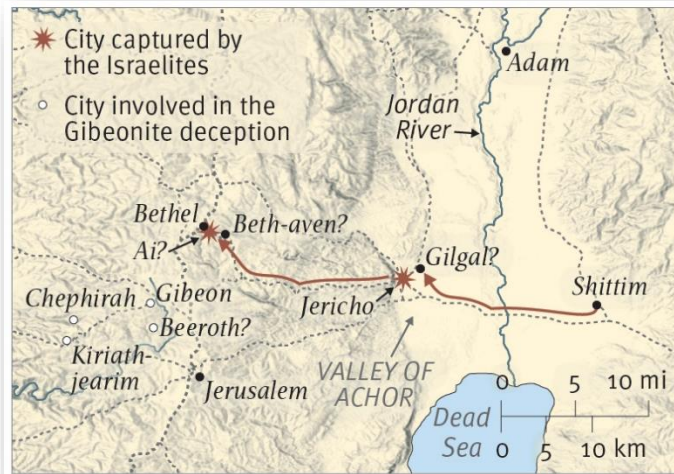 City captured by
the Israelites
City involved in the
Gibeonite deception
Adam
Jordan
River
Bethel
Beth-aven?
Ai?
Gilgal?
Jericho
Shittim
Chephirah
Gibeon
Beeroth?
Kiriath-
jearim
Jerusalem
VALLEY OF
ACHOR
Dead
Sea
0 5 10 mi
0 5 10 km